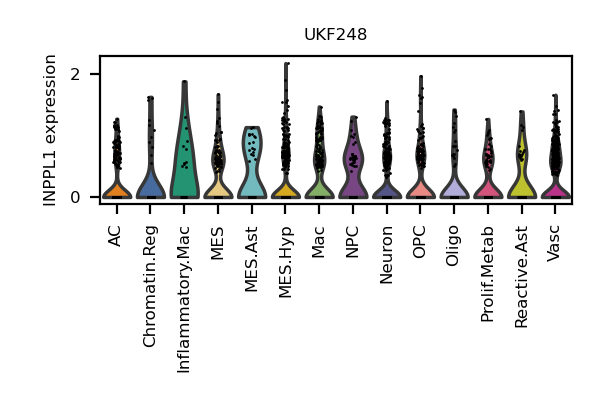 UKF248
INPPL1 expression
2
0
AC
Chromatin.Reg
Inflammatory.Mac
MES
MES.Ast
MES.Hyp
Mac
NPC
Neuron
OPC
Oligo
Prolif.Metab
Reactive.Ast
Vasc